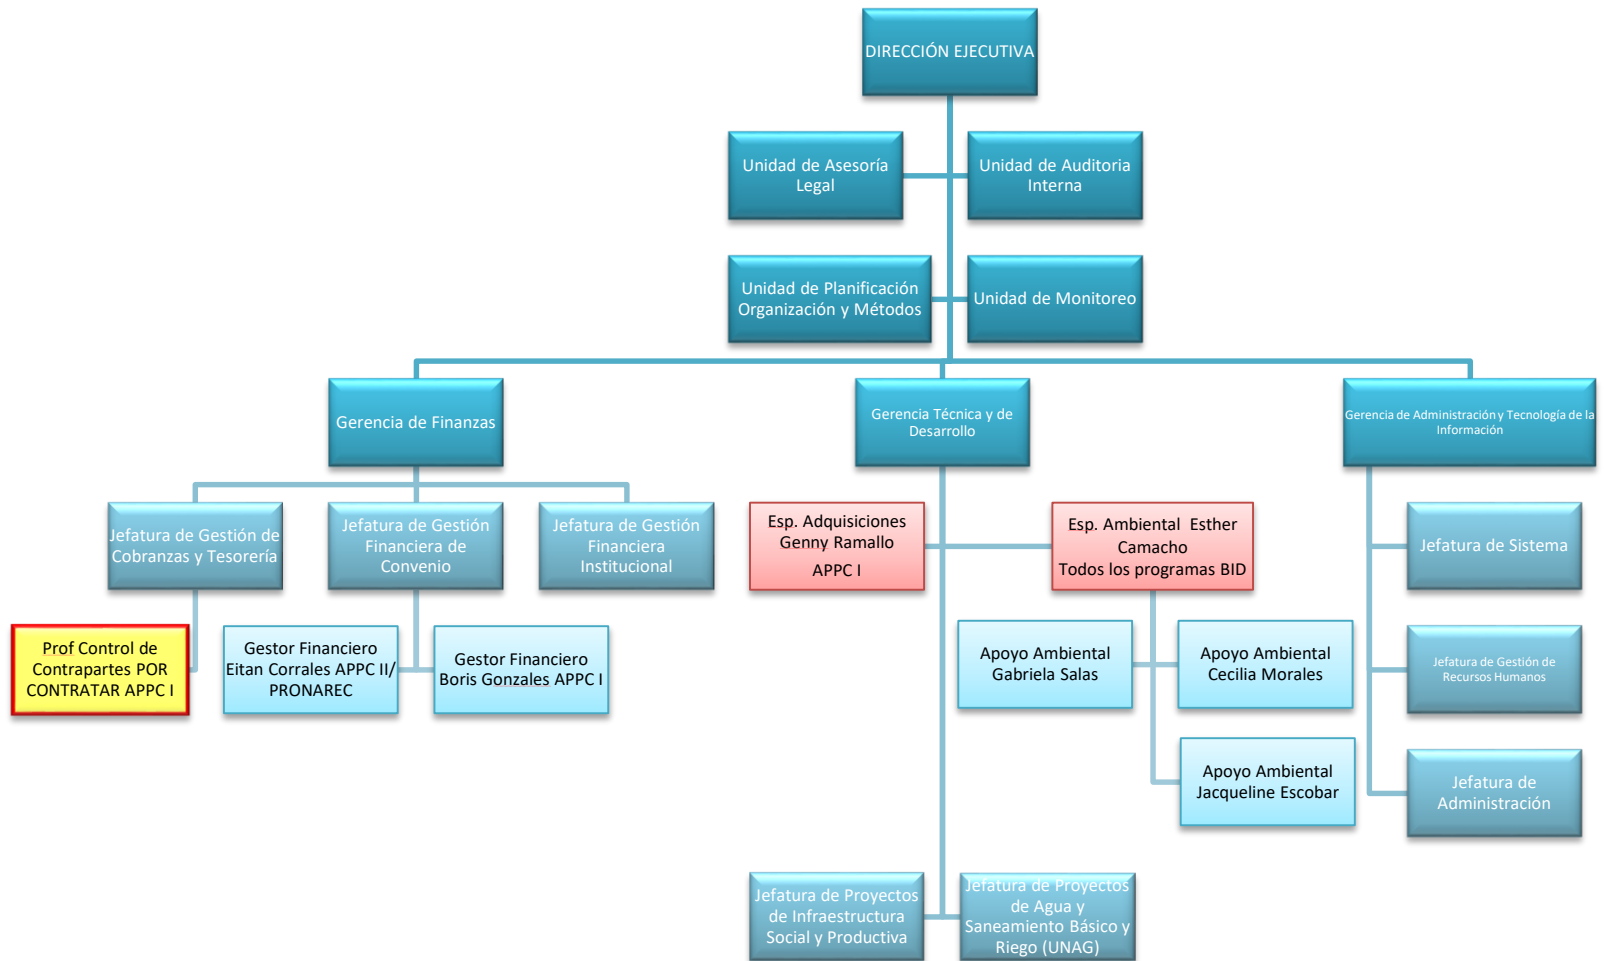 DIRECCIÓN EJECUTIVA
Unidad de Asesoría
Legal
Unidad de Auditoria
Interna
Unidad de Planificación
Organización y Métodos
Unidad de Monitoreo
Gerencia de Finanzas
Gerencia Técnica y de
Desarrollo
Gerencia de Administración y Tecnología de la
Información
Jefatura de Gestión de
Cobranzas y Tesorería
Jefatura de Gestión
Financiera de
Convenio
Jefatura de Gestión
Financiera
Institucional
Esp. Adquisiciones
Genny Ramallo
APPC I
Esp. Ambiental Esther
Camacho
Todos los programas BID
Jefatura de Sistema
Prof Control de
Contrapartes POR
CONTRATAR APPC I
Gestor Financiero
Eitan Corrales APPC II/
PRONAREC
Gestor Financiero
Boris Gonzales APPC I
Apoyo Ambiental
Gabriela Salas
Apoyo Ambiental
Cecilia Morales
Jefatura de Gestión de
Recursos Humanos
Apoyo Ambiental
Jacqueline Escobar
Jefatura de
Administración
Jefatura de Proyectos
de Infraestructura
Social y Productiva
Jefatura de Proyectos
de Agua y
Saneamiento Básico y
Riego (UNAG)